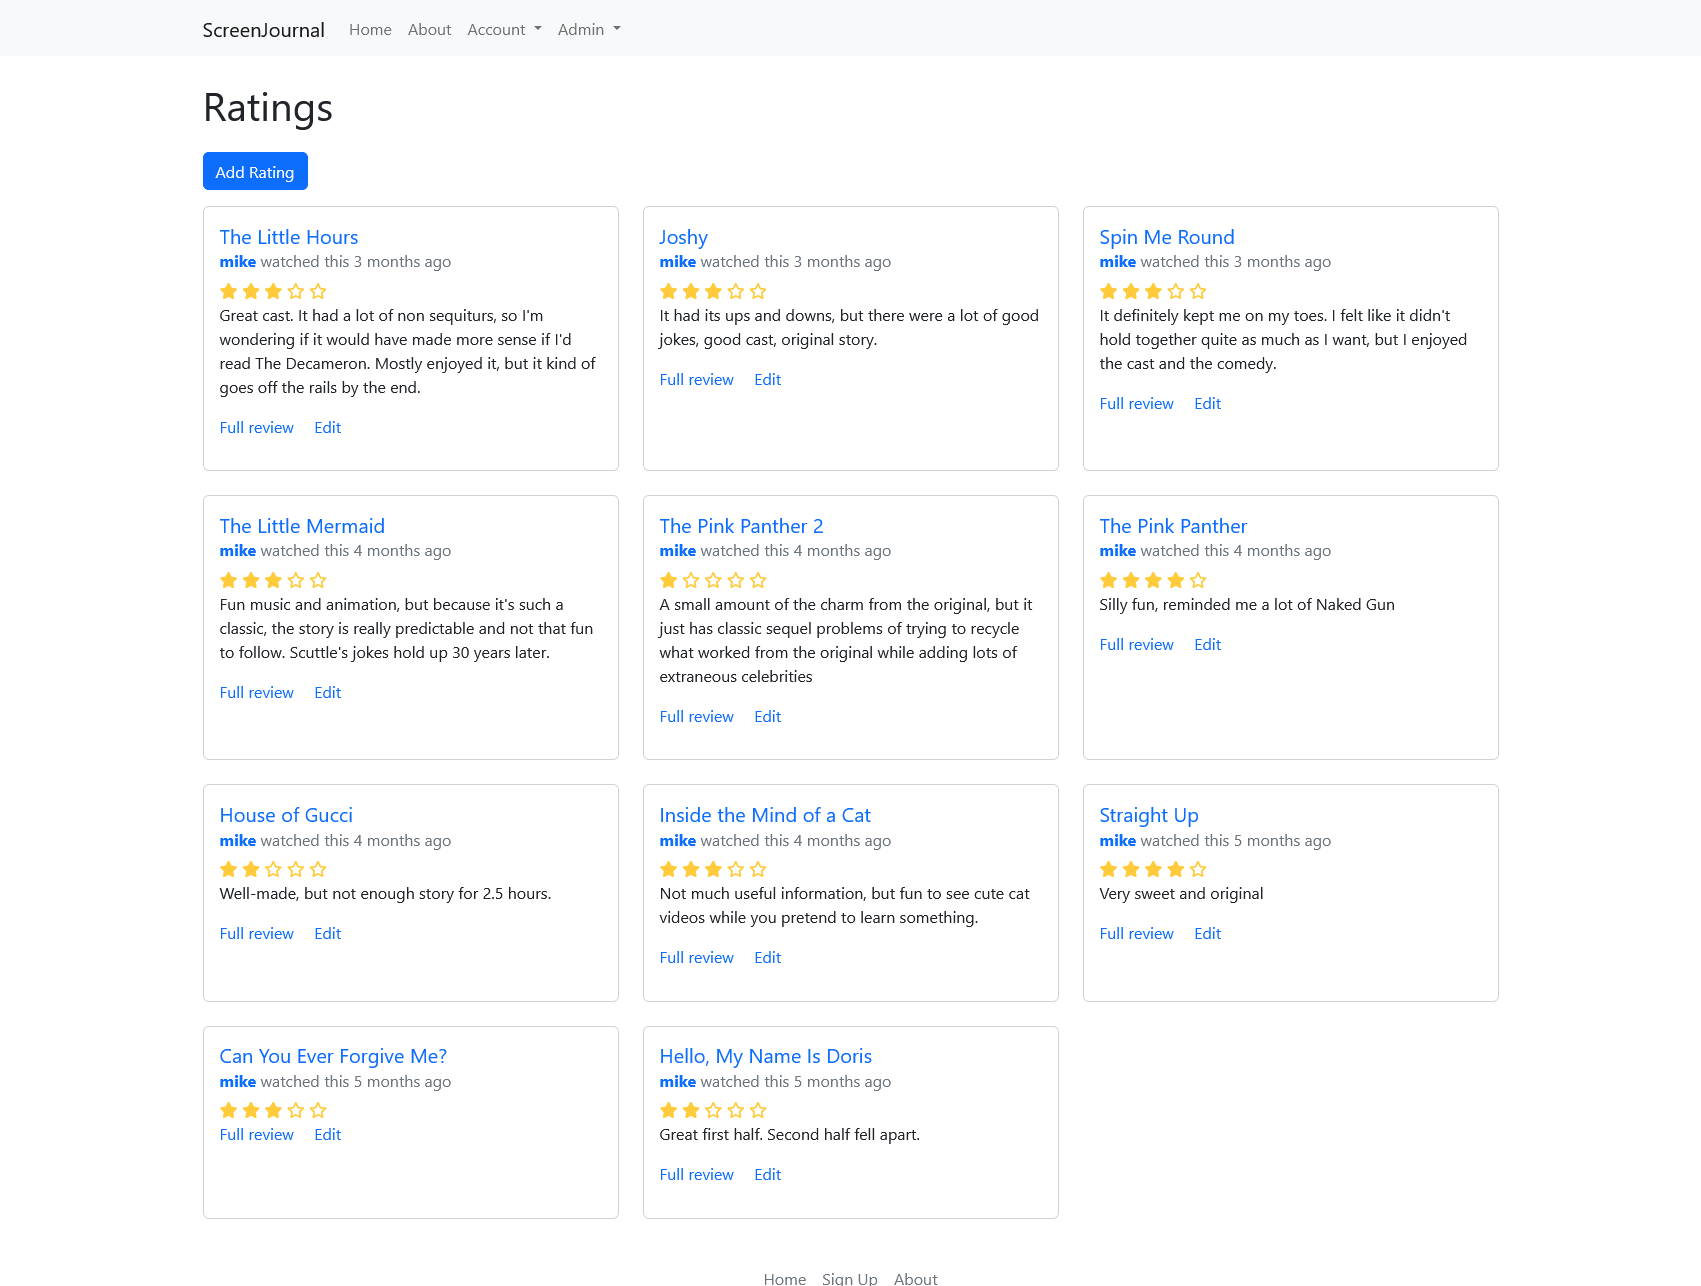 ScreenJournal Home About Account Admin
Ratings
Add Rating
The Little Hours
mike watched this 3 months ago
Great cast. It had a lot of non sequiturs, so I'm
wondering if it would have made more sense if I'd
read The Decameron. Mostly enjoyed it, but it kind of
goes off the rails by the end.
Full review Edit
Joshy
mike watched this 3 months ago
It had its ups and downs, but there were a lot of good
jokes, good cast, original story.
Full review Edit
Spin Me Round
mike watched this 3 months ago
It definitely kept me on my toes. I felt like it didn't
hold together quite as much as I want, but I enjoyed
the cast and the comedy.
Full review Edit
The Little Mermaid
mike watched this 4 months ago
Fun music and animation, but because it's such a
classic, the story is really predictable and not that fun
to follow. Scuttle's jokes hold up 30 years later.
Full review Edit
The Pink Panther 2
mike watched this 4 months ago
A small amount of the charm from the original, but it
just has classic sequel problems of trying to recycle
what worked from the original while adding lots of
extraneous celebrities
Full review Edit
The Pink Panther
mike watched this 4 months ago
Silly fun, reminded me a lot of Naked Gun
Full review Edit
House of Gucci
mike watched this 4 months ago
Well-made, but not enough story for 2.5 hours.
Full review Edit
Inside the Mind of a Cat
mike watched this 4 months ago
Not much useful information, but fun to see cute cat
videos while you pretend to learn something.
Full review Edit
Straight Up
mike watched this 5 months ago
Very sweet and original
Full review Edit
Can You Ever Forgive Me?
mike watched this 5 months ago
Full review Edit
Hello, My Name Is Doris
mike watched this 5 months ago
Great first half. Second half fell apart.
Full review Edit
Home Sign Up About